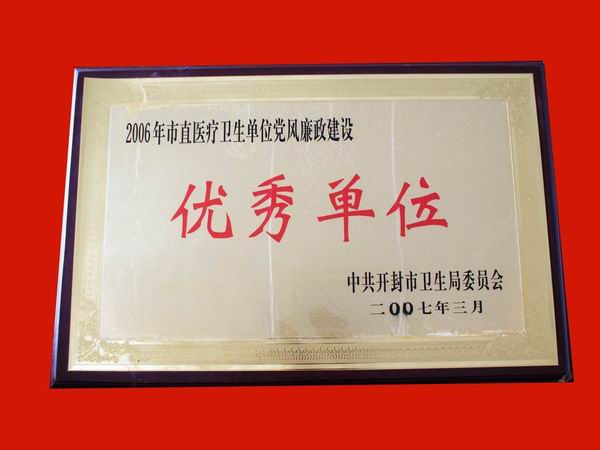 2006年市直医疗卫生单位党风廉政建设
优秀单位
中共开封市卫生局委员会
二00七年三月